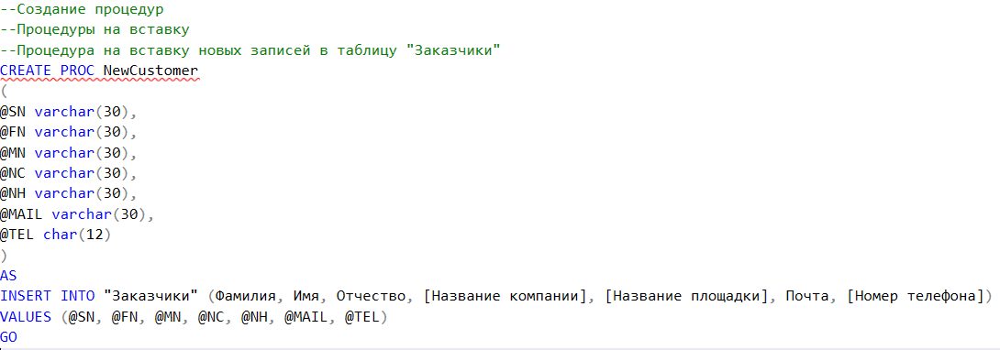 --Создание процедур
--Процедуры на вставку
--Процедура на вставку новых записей в таблицу "Заказчики"
CREATE PROC NewCustomer
(
@SN varchar(30),
@FN varchar(30),
@MN varchar(30),
@NC varchar(30),
@NH varchar(30),
@MAIL varchar(30),
@TEL char(12)
)
AS
INSERT INTO "Заказчики" (Фамилия, Имя, Отчество, [Название компании], [Название площадки], Почта, [Номер телефона])
VALUES (@SN, @FN, @MN, @NC, @NH, @MAIL, @TEL)
GO